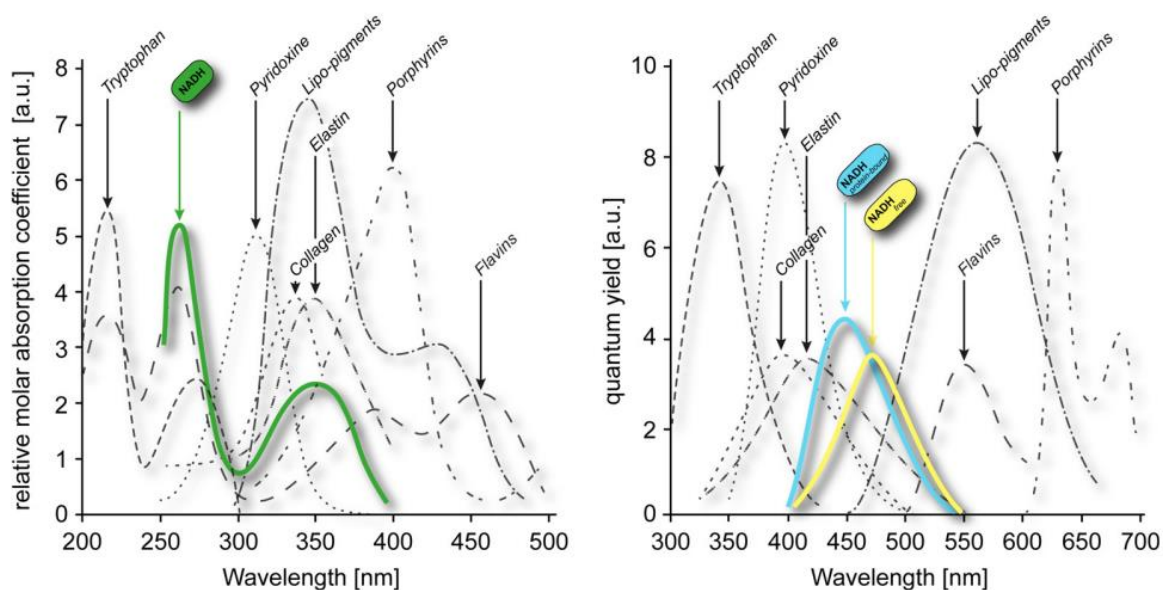 relative molar absorption coefficient [a.u.]
8
7
6
5
4
3
2
1
0
Tryptophan
NADH
Pyridoxine
Lipo-pigments
Elastin
Collagen
Porphyrins
Flavins
200 250 300 350 400 450 500
Wavelength [nm]
quantum yield [a.u.]
10
8
6
4
2
0
Tryptophan
Pyridoxine
Elastin
Collagen
NADH
protein-bound
NADH
free
Lipo-pigments
Flavins
Porphyrins
300 350 400 450 500 550 600 650 700
Wavelength [nm]